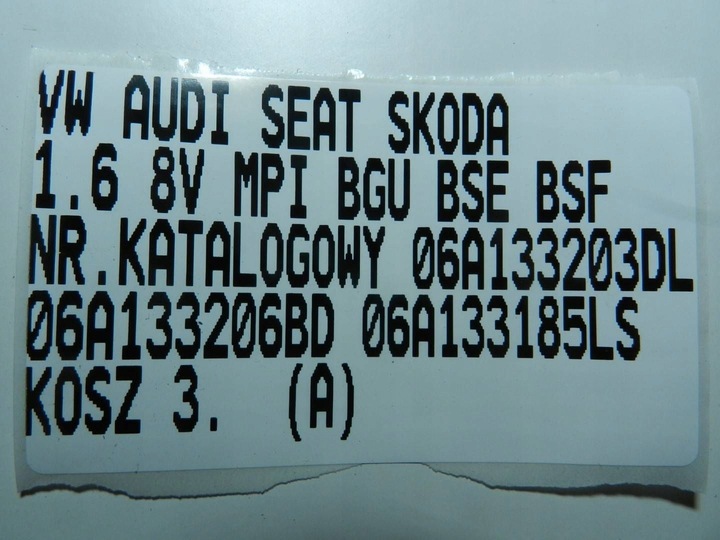 VW AUDI SEAT SKODA
1.6 8V MPI BGU BSE BSF
NR.KATALOGOWY 06A133203DL
06A133206BD 06A133185LS
KOSZ 3. (A)